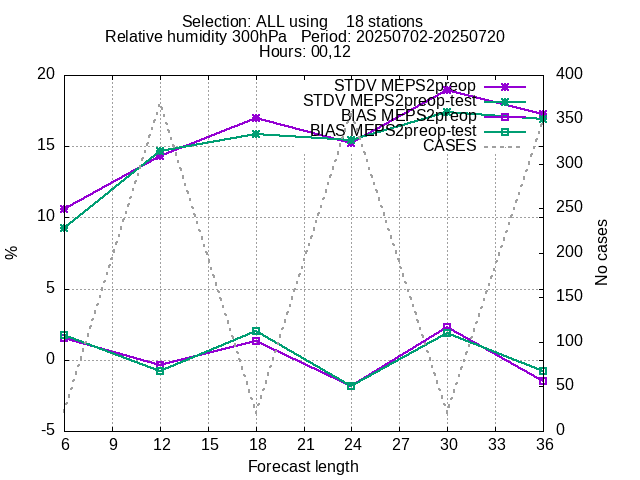 Selection: ALL using    18 stations
Relative humidity 300hPa   Period: 20250702-20250720
Hours: 00,12
STDV MEPS2preop
STDV MEPS2preop-test
BIAS MEPS2preop
BIAS MEPS2preop-test
CASES
20
15
10
5
0
-5
%
400
350
300
250
200
150
100
50
0
No cases
6 9 12 15 18 21 24 27 30 33 36
Forecast length